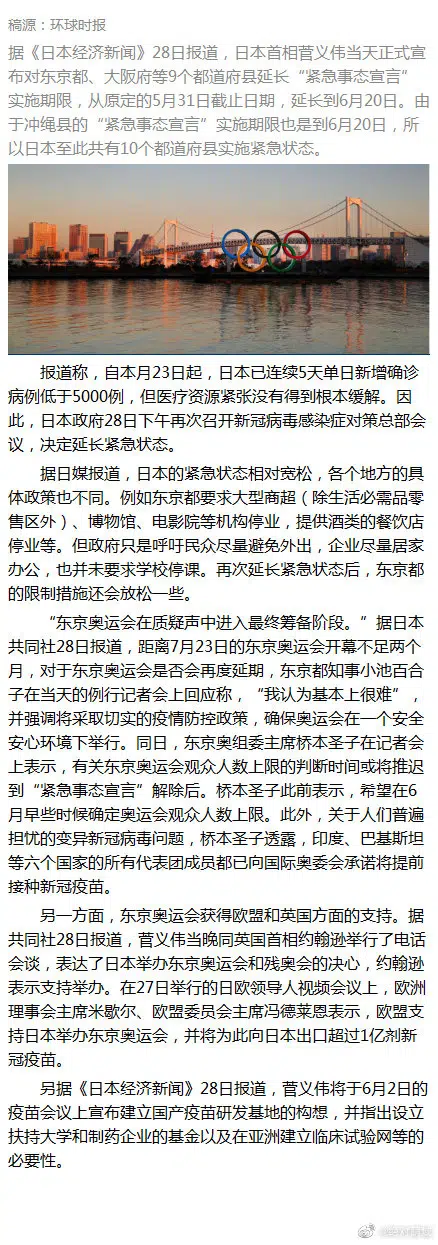 稿源：环球时报
据《日本经济新闻》28日报道，日本首相菅义伟当天正式宣
布对东京都、大阪府等9个都道府县延长“紧急事态宣言”
实施期限，从原定的5月31日截止日期，延长到6月20日。由
于冲绳县的“紧急事态宣言”实施期限也是到6月20日，所
以日本至此共有10个都道府县实施紧急状态。
报道称，自本月23日起，日本已连续5天单日新增确诊
病例低于5000例，但医疗资源紧张没有得到根本缓解。因
此，日本政府28日下午再次召开新冠病毒感染症对策总部会
议，决定延长紧急状态。
据日媒报道，日本的紧急状态相对宽松，各个地方的具
体政策也不同。例如东京都要求大型商超（除生活必需品零
售区外）、博物馆、电影院等机构停业，提供酒类的餐饮店
停业等。但政府只是呼吁民众尽量避免外出，企业尽量居家
办公，也并未要求学校停课。再次延长紧急状态后，东京都
的限制措施还会放松一些。
“东京奥运会在质疑声中进入最终筹备阶段。”据日本
共同社28日报道，距离7月23日的东京奥运会开幕不足两个
月，对于东京奥运会是否会再度延期，东京都知事小池百合
子在当天的例行记者会上回应称，“我认为基本上很难”，
并强调将采取切实的疫情防控政策，确保奥运会在一个安全
安心环境下举行。同日，东京奥组委主席桥本圣子在记者会
上表示，有关东京奥运会观众人数上限的判断时间或将推迟
到“紧急事态宣言”解除后。桥本圣子此前表示，希望在6
月早些时候确定奥运会观众人数上限。此外，关于人们普遍
担忧的变异新冠病毒问题，桥本圣子透露，印度、巴基斯坦
等六个国家的所有代表团成员都已向国际奥委会承诺将提前
接种新冠疫苗。
另一方面，东京奥运会获得欧盟和英国方面的支持。据
共同社28日报道，菅义伟当晚同英国首相约翰逊举行了电话
会谈，表达了日本举办东京奥运会和残奥会的决心，约翰逊
表示支持举办。在27日举行的日欧领导人视频会议上，欧洲
理事会主席米歇尔、欧盟委员会主席冯德莱恩表示，欧盟支
持日本举办东京奥运会，并将为此向日本出口超过1亿剂新
冠疫苗。
另据《日本经济新闻》28日报道，菅义伟将于6月2日的
疫苗会议上宣布建立国产疫苗研发基地的构想，并指出设立
扶持大学和制药企业的基金以及在亚洲建立临床试验网等的
必要性。